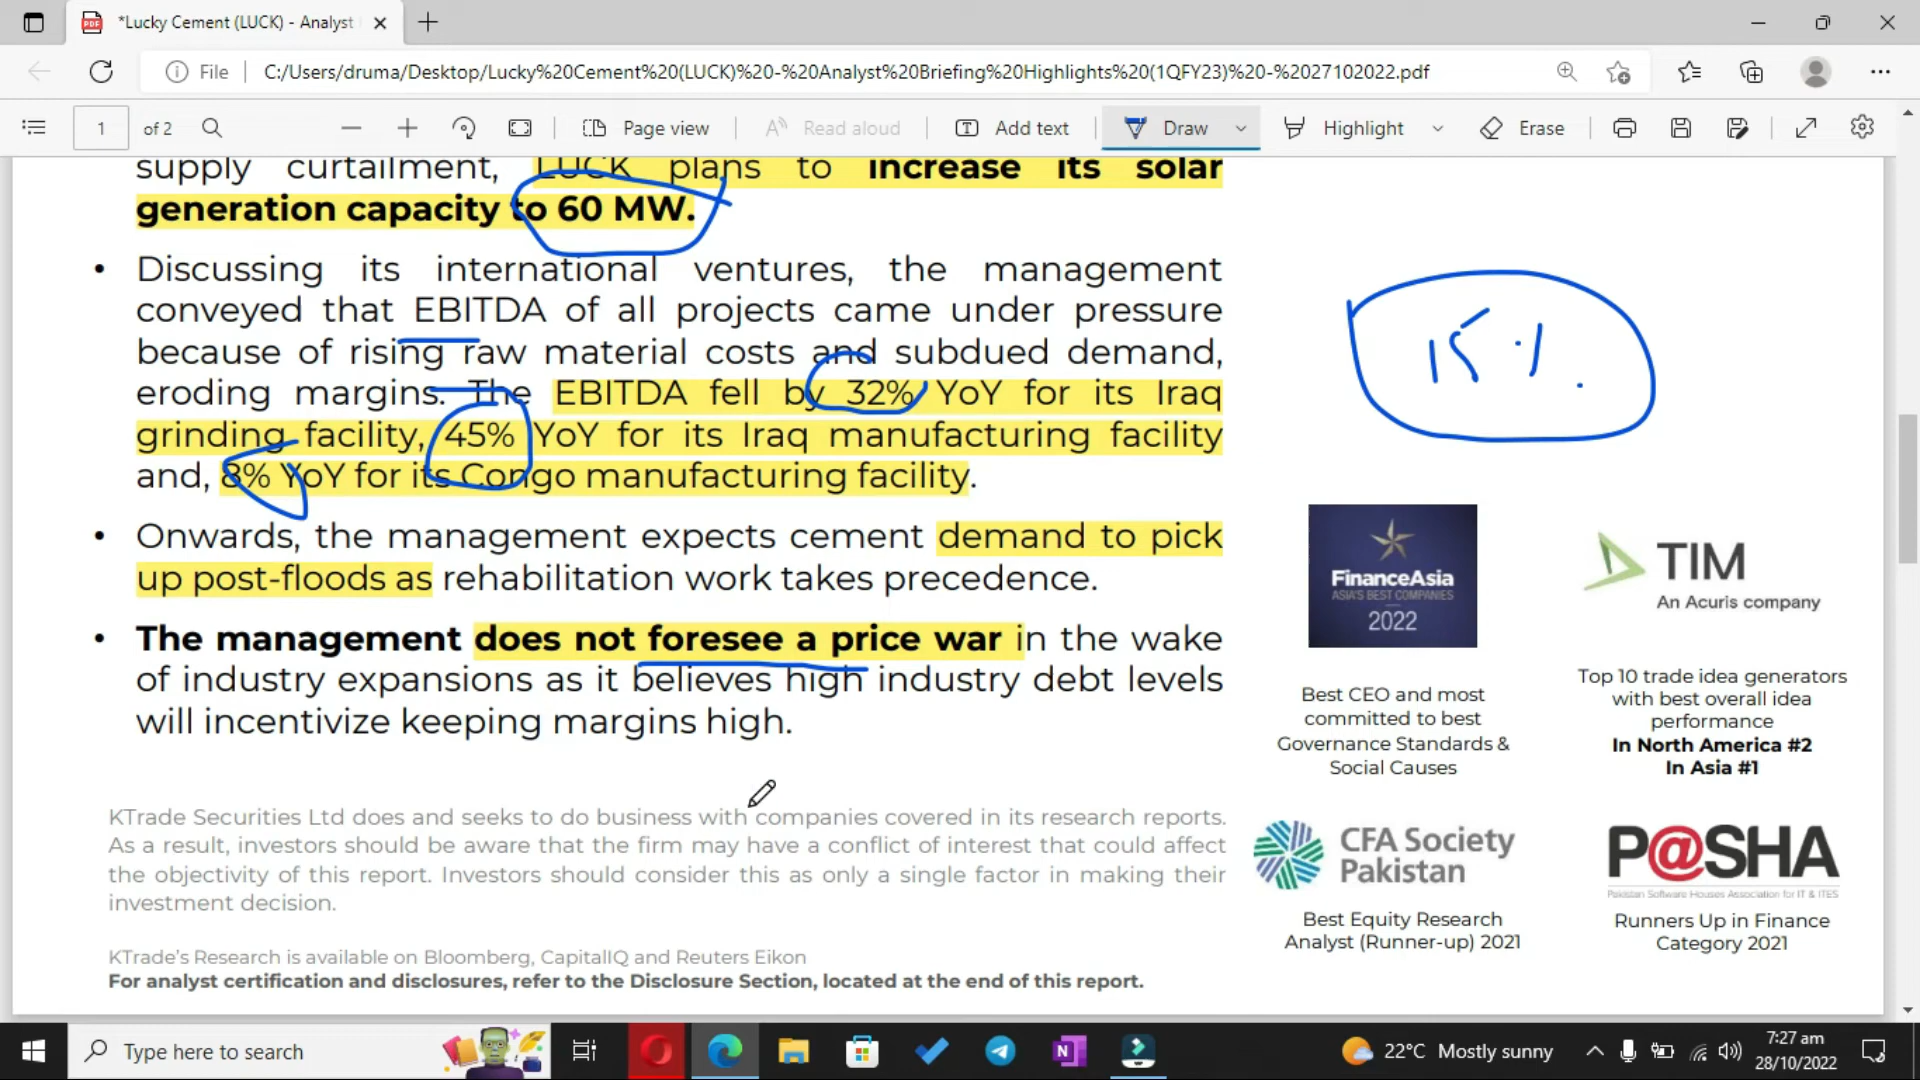 *Lucky Cement (LUCK) - Analyst
File
C:/Users/druma/Desktop/Lucky%20Cement%20(LUCK)%20-%20Analyst%20Briefing%20Highlights%20(1QFY23)%20-%2027102022.pdf
1 of 2
Page view
Read aloud
Add text
Draw
Highlight
Erase
supply curtailment, LUCK plans to increase its solar
generation capacity to 60 MW.
• Discussing its international ventures, the management
conveyed that EBITDA of all projects came under pressure
because of rising raw material costs and subdued demand,
eroding margins. The EBITDA fell by 32% YoY for its Iraq
grinding facility, 45% YoY for its Iraq manufacturing facility
and, 8% YoY for its Congo manufacturing facility.
• Onwards, the management expects cement demand to pick
up post-floods as rehabilitation work takes precedence.
• The management does not foresee a price war in the wake
of industry expansions as it believes high industry debt levels
will incentivize keeping margins high.
KTrade Securities Ltd does and seeks to do business with companies covered in its research reports.
As a result, investors should be aware that the firm may have a conflict of interest that could affect
the objectivity of this report. Investors should consider this as only a single factor in making their
investment decision.
KTrade's Research is available on Bloomberg, CapitalIQ and Reuters Eikon
For analyst certification and disclosures, refer to the Disclosure Section, located at the end of this report.
15%
FinanceAsia
ASIA'S BEST COMPANIES
2022
Best CEO and most
committed to best
Governance Standards &
Social Causes
TIM
An Acuris company
Top 10 trade idea generators
with best overall idea
performance
In North America #2
In Asia #1
CFA Society
Pakistan
Best Equity Research
Analyst (Runner-up) 2021
P@SHA
Pakistan Software Houses Association for IT & ITES
Runners Up in Finance
Category 2021
Type here to search
22°C Mostly sunny
7:27 am
28/10/2022